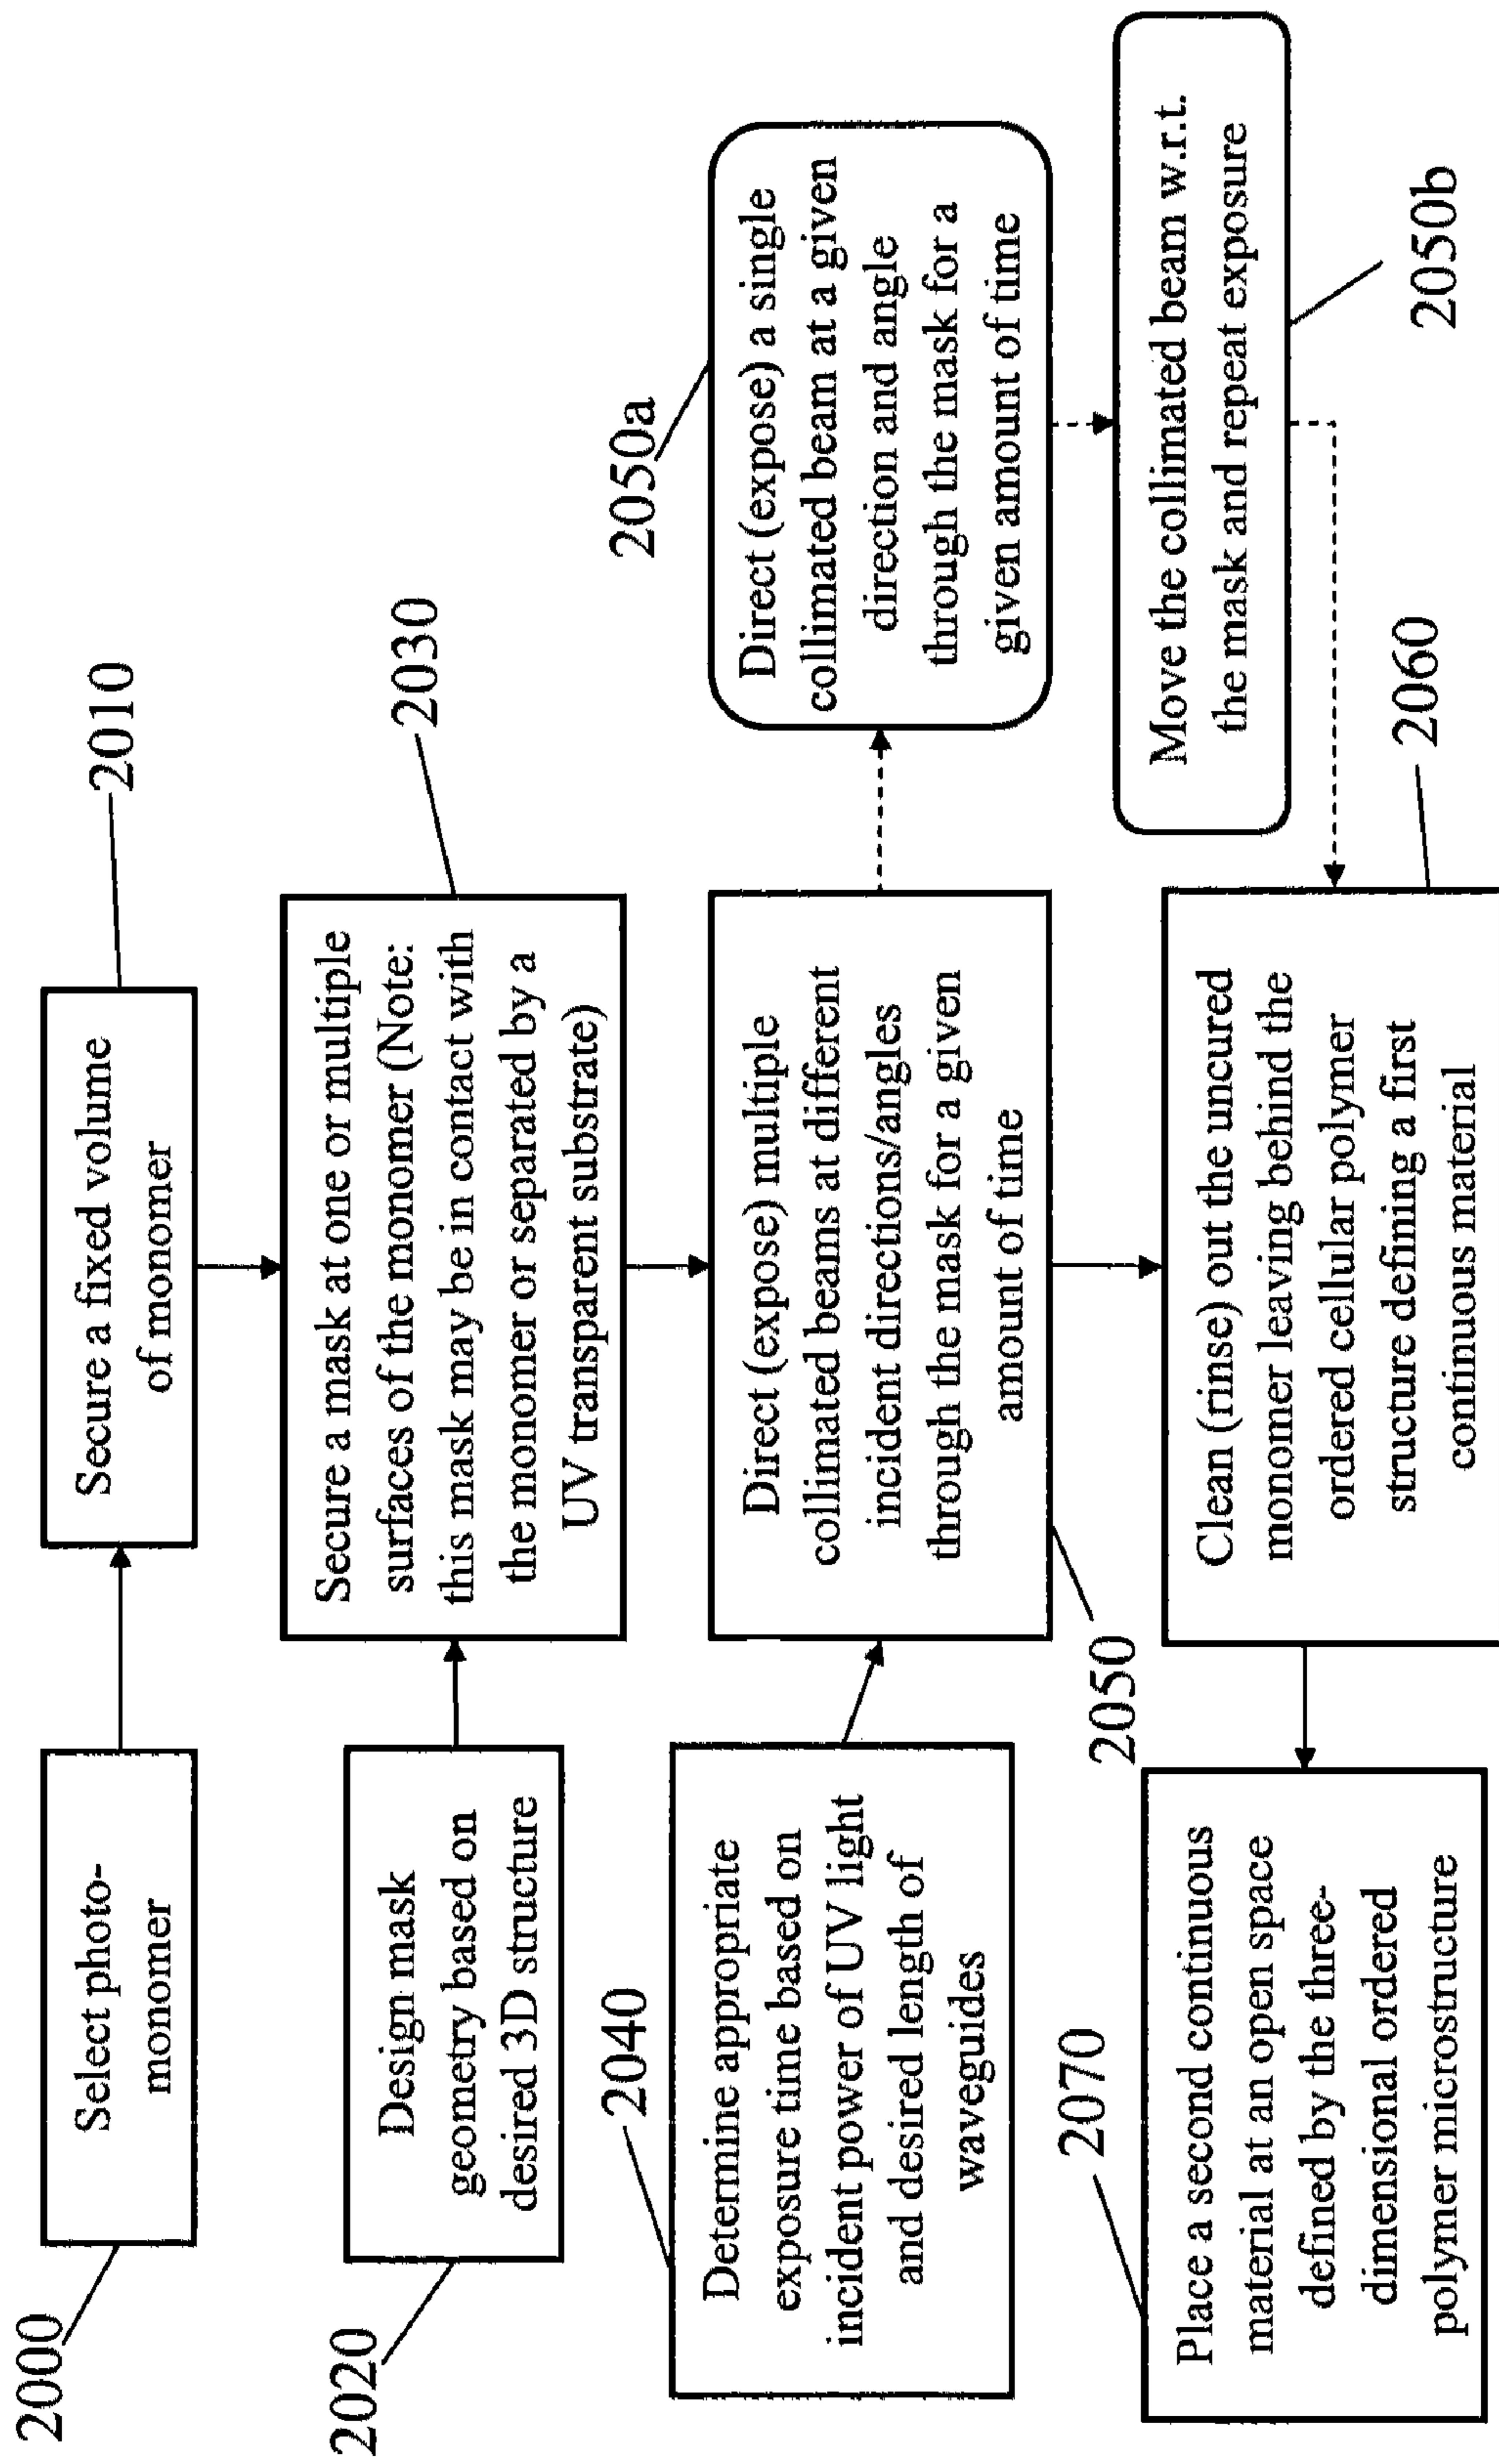 2000
Select photo-
monomer
Secure a fixed volume
of monomer
2010
2020
Design mask
geometry based on
desired 3D structure
Secure a mask at one or multiple
surfaces of the monomer (Note:
this mask may be in contact with
the monomer or separated by a
UV transparent substrate)
2030
2040
Determine appropriate
exposure time based on
incident power of UV light
and desired length of
waveguides
2050
Direct (expose) multiple
collimated beams at different
incident directions/angles
through the mask for a given
amount of time
2050a
Direct (expose) a single
collimated beam at a given
direction and angle
through the mask for a
given amount of time
Move the collimated beam w.r.t.
the mask and repeat exposure
2050b
2060
Clean (rinse) out the uncured
monomer leaving behind the
ordered cellular polymer
structure defining a first
continuous material
2070
Place a second continuous
material at an open space
defined by the three-
dimensional ordered
polymer microstructure